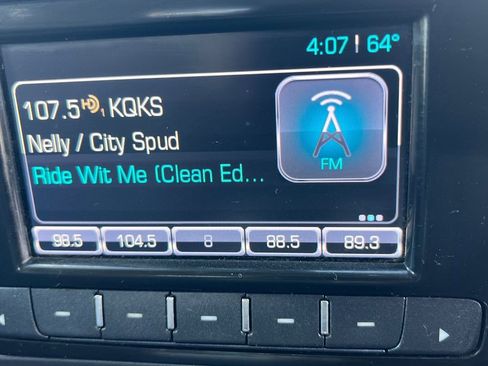 4:07 64°
107.5 HD1 KQKS
Nelly / City Spud
Ride Wit Me (Clean Ed...
FM
98.5 104.5 8 88.5 89.3